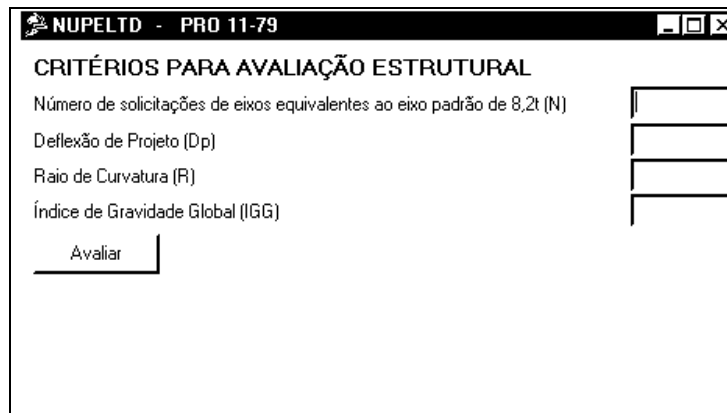 NUPELTD - PRO 11-79
CRITÉRIOS PARA AVALIAÇÃO ESTRUTURAL
Número de solicitações de eixos equivalentes ao eixo padrão de 8,2t (N)
Deflexão de Projeto (Dp)
Raio de Curvatura (R)
Índice de Gravidade Global (IGG)
Avaliar